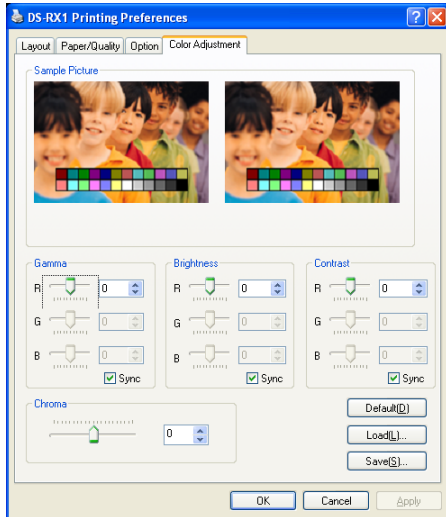 DS-RX1 Printing Preferences
Layout Paper/Quality Option Color Adjustment
Sample Picture
Gamma Brightness Contrast
R 0 R 0 R 0
G 0 G 0 G 0
B 0 B 0 B 0
Sync Sync Sync
Chroma
0
Default(D)
Load(L)...
Save(S)...
OK Cancel Apply